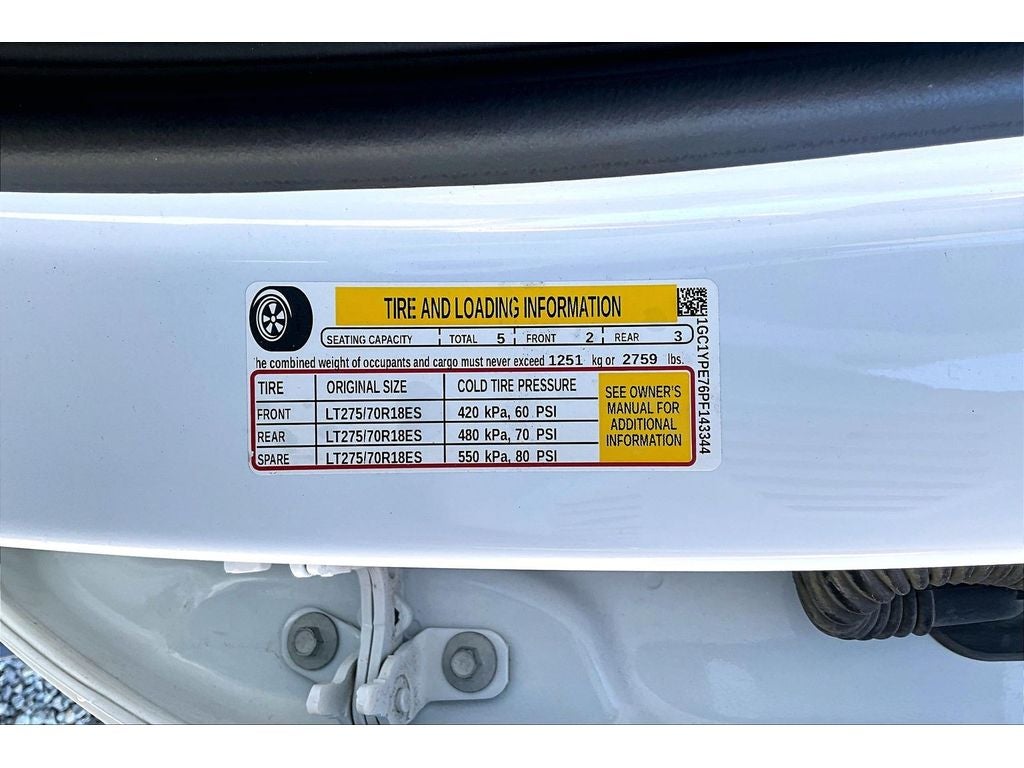 TIRE AND LOADING INFORMATION
SEATING CAPACITY TOTAL 5 FRONT 2 REAR 3
he combined weight of occupants and cargo must never exceed 1251 kg or 2759 lbs.
TIRE ORIGINAL SIZE COLD TIRE PRESSURE
FRONT LT275/70R18ES 420 kPa, 60 PSI
REAR LT275/70R18ES 480 kPa, 70 PSI
SPARE LT275/70R18ES 550 kPa, 80 PSI
SEE OWNER'S
MANUAL FOR
ADDITIONAL
INFORMATION
1GC1YPE76PF143344